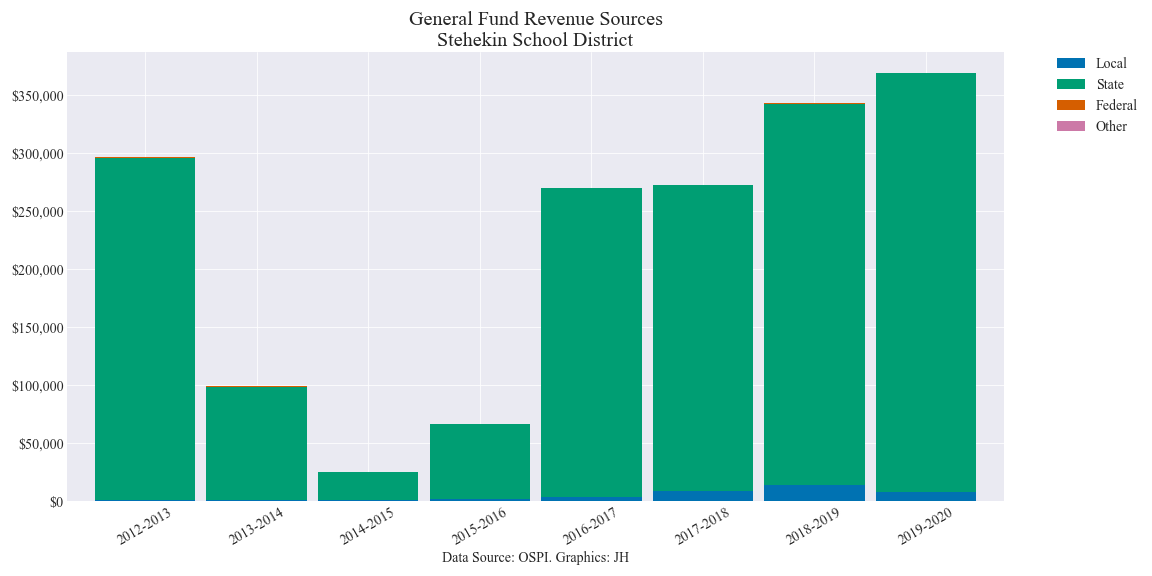 General Fund Revenue Sources
Stehekin School District
Local
State
Federal
Other
$350,000
$300,000
$250,000
$200,000
$150,000
$100,000
$50,000
$0
2012-2013
2013-2014
2014-2015
2015-2016
2016-2017
2017-2018
2018-2019
2019-2020
Data Source: OSPI. Graphics: JH